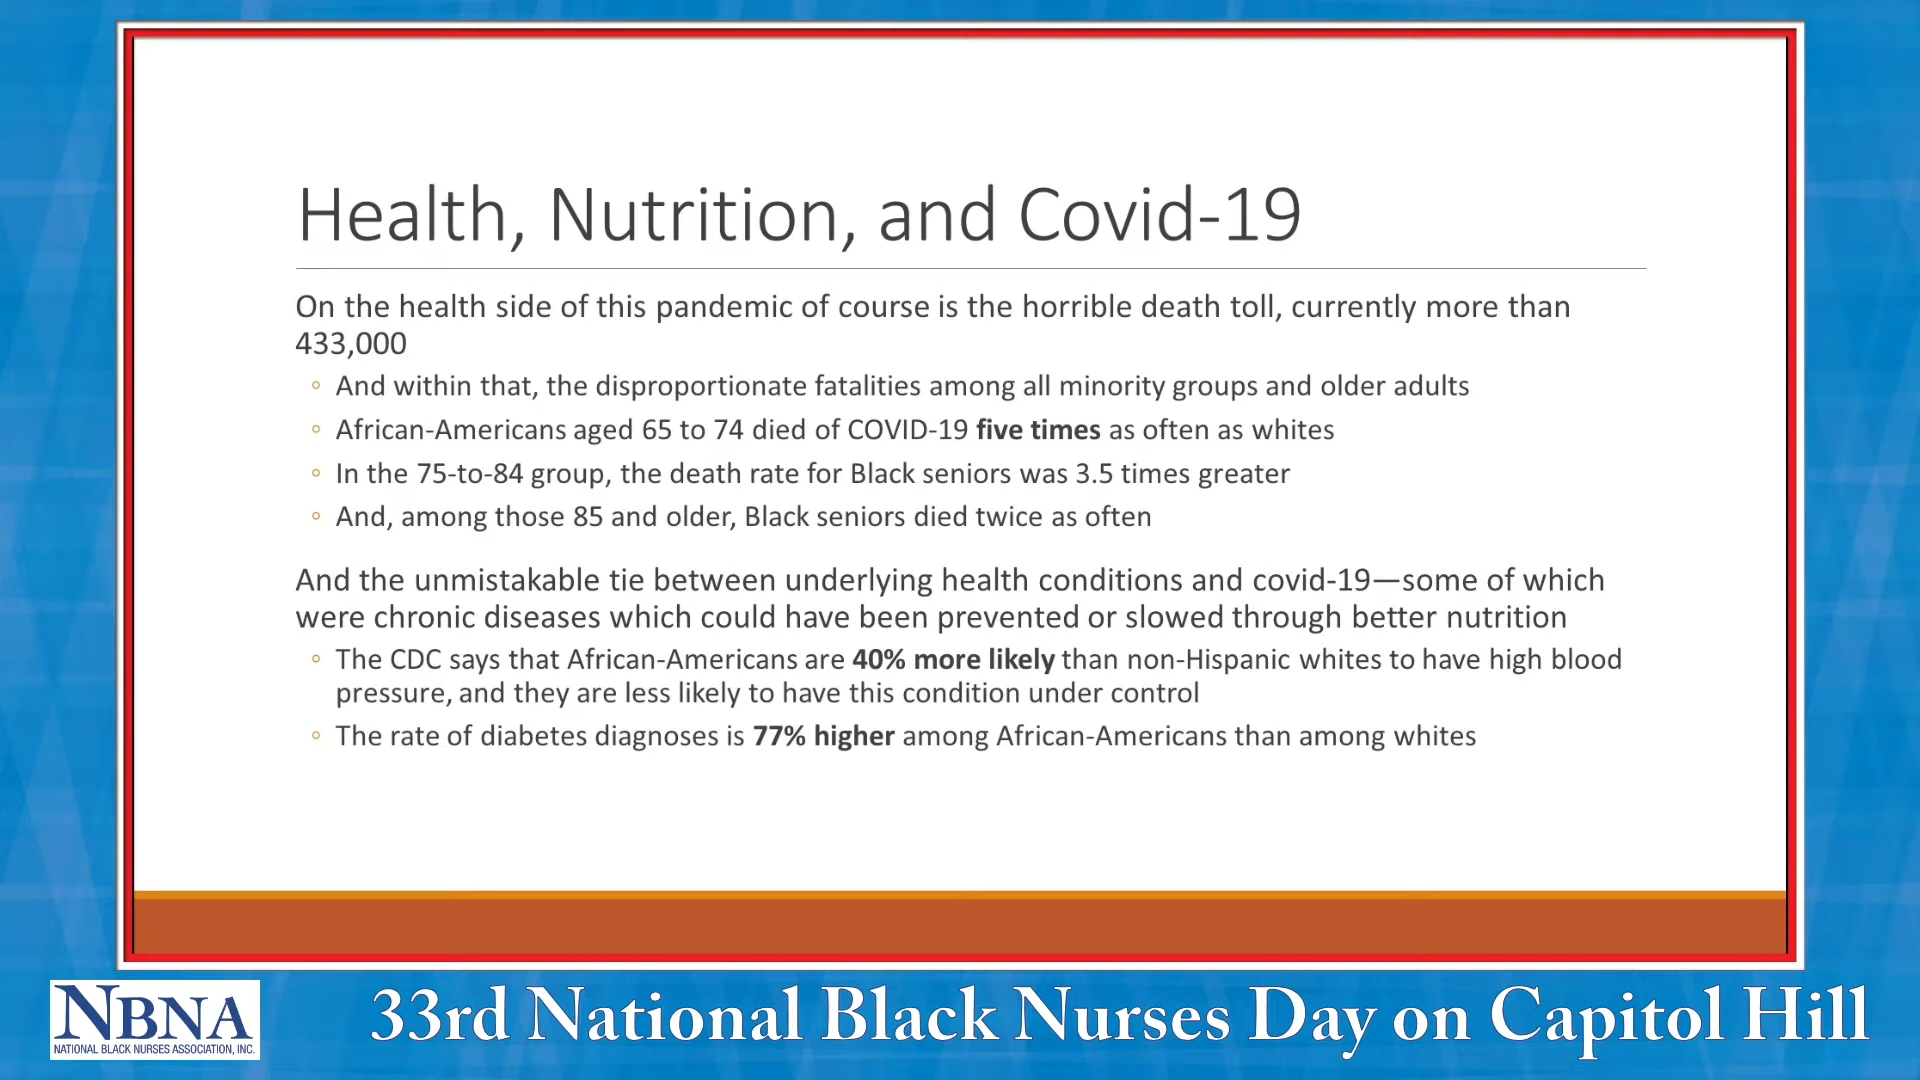 Health, Nutrition, and Covid-19
On the health side of this pandemic of course is the horrible death toll, currently more than
433,000
◦ And within that, the disproportionate fatalities among all minority groups and older adults
◦ African-Americans aged 65 to 74 died of COVID-19 five times as often as whites
◦ In the 75-to-84 group, the death rate for Black seniors was 3.5 times greater
◦ And, among those 85 and older, Black seniors died twice as often
And the unmistakable tie between underlying health conditions and covid-19—some of which
were chronic diseases which could have been prevented or slowed through better nutrition
◦ The CDC says that African-Americans are 40% more likely than non-Hispanic whites to have high blood
pressure, and they are less likely to have this condition under control
◦ The rate of diabetes diagnoses is 77% higher among African-Americans than among whites
NBNA
NATIONAL BLACK NURSES ASSOCIATION, INC.
33rd National Black Nurses Day on Capitol Hill